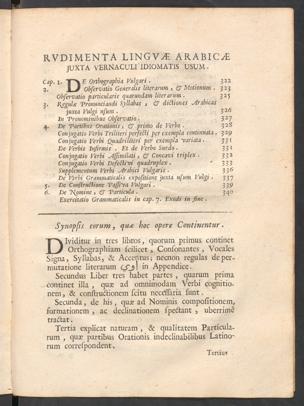 RVDIMENTA LINGVÆ ARABICÆ
JUXTA VERNACULI IDIOMATIS USUM.
Cap. 1. DE Orthographia Vulgari. 322
2. Observatio Generalis literarum, & Motionum. 323
Observatio particularis quarundam literarum. 325
3. Regulæ Pronunciandi Syllabas, & dictiones Arabicas
juxta Vulgi usum. 326
In Pronominibus Observatio. 327
4. De Partibus Orationis, & primo de Verbo. 328
Conjugatio Verbi Triliteri perfecti per exempla continuata. 329
Conjugatio Verbi Quadriliteri per exempla variata. 331
De Verbis Infirmis. Et de Verbo Surdo. 331
Conjugatio Verbi Assimilati, & Concavi triplex. 332
Conjugatio Verbi Defectivi quadruplex. 333
Supplementum Verbi Arabici Vulgaris. 336
De Verbi Grammaticalis expeditione juxta usum Vulgi. 337
5. De Constructione Passiva Vulgari. 339
6. De Nomine, & Particula. 340
Exercitatio Grammaticalis in cap. 7. Exodi in fine.
Synopsis eorum, quæ hoc opere Continentur.
DIviditur in tres libros, quorum primus continet
Orthographiam scilicet, Consonantes, Vocales
Signa, Syllabas, & Accentus; necnon regulas de per-
mutatione literarum اوي in Appendice.
Secundus Liber tres habet partes, quarum prima
continet illa, quæ ad omnimodam Verbi cognitio-
nem, & constructionem scitu necessaria sunt.
Secunda, de his, quæ ad Nominis compositionem,
formationem, ac declinationem spectant, uberrimè
tractat.
Tertia explicat naturam, & qualitatem Particula-
rum, quæ partibus Orationis indeclinabilibus Latino-
rum correspondent.
Tertius